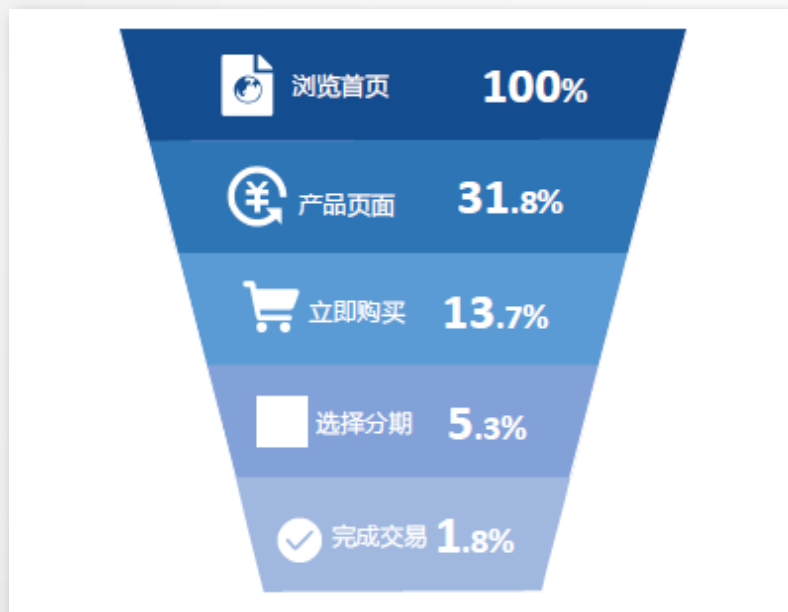 浏览首页 100%
产品页面 31.8%
立即购买 13.7%
选择分期 5.3%
完成交易 1.8%